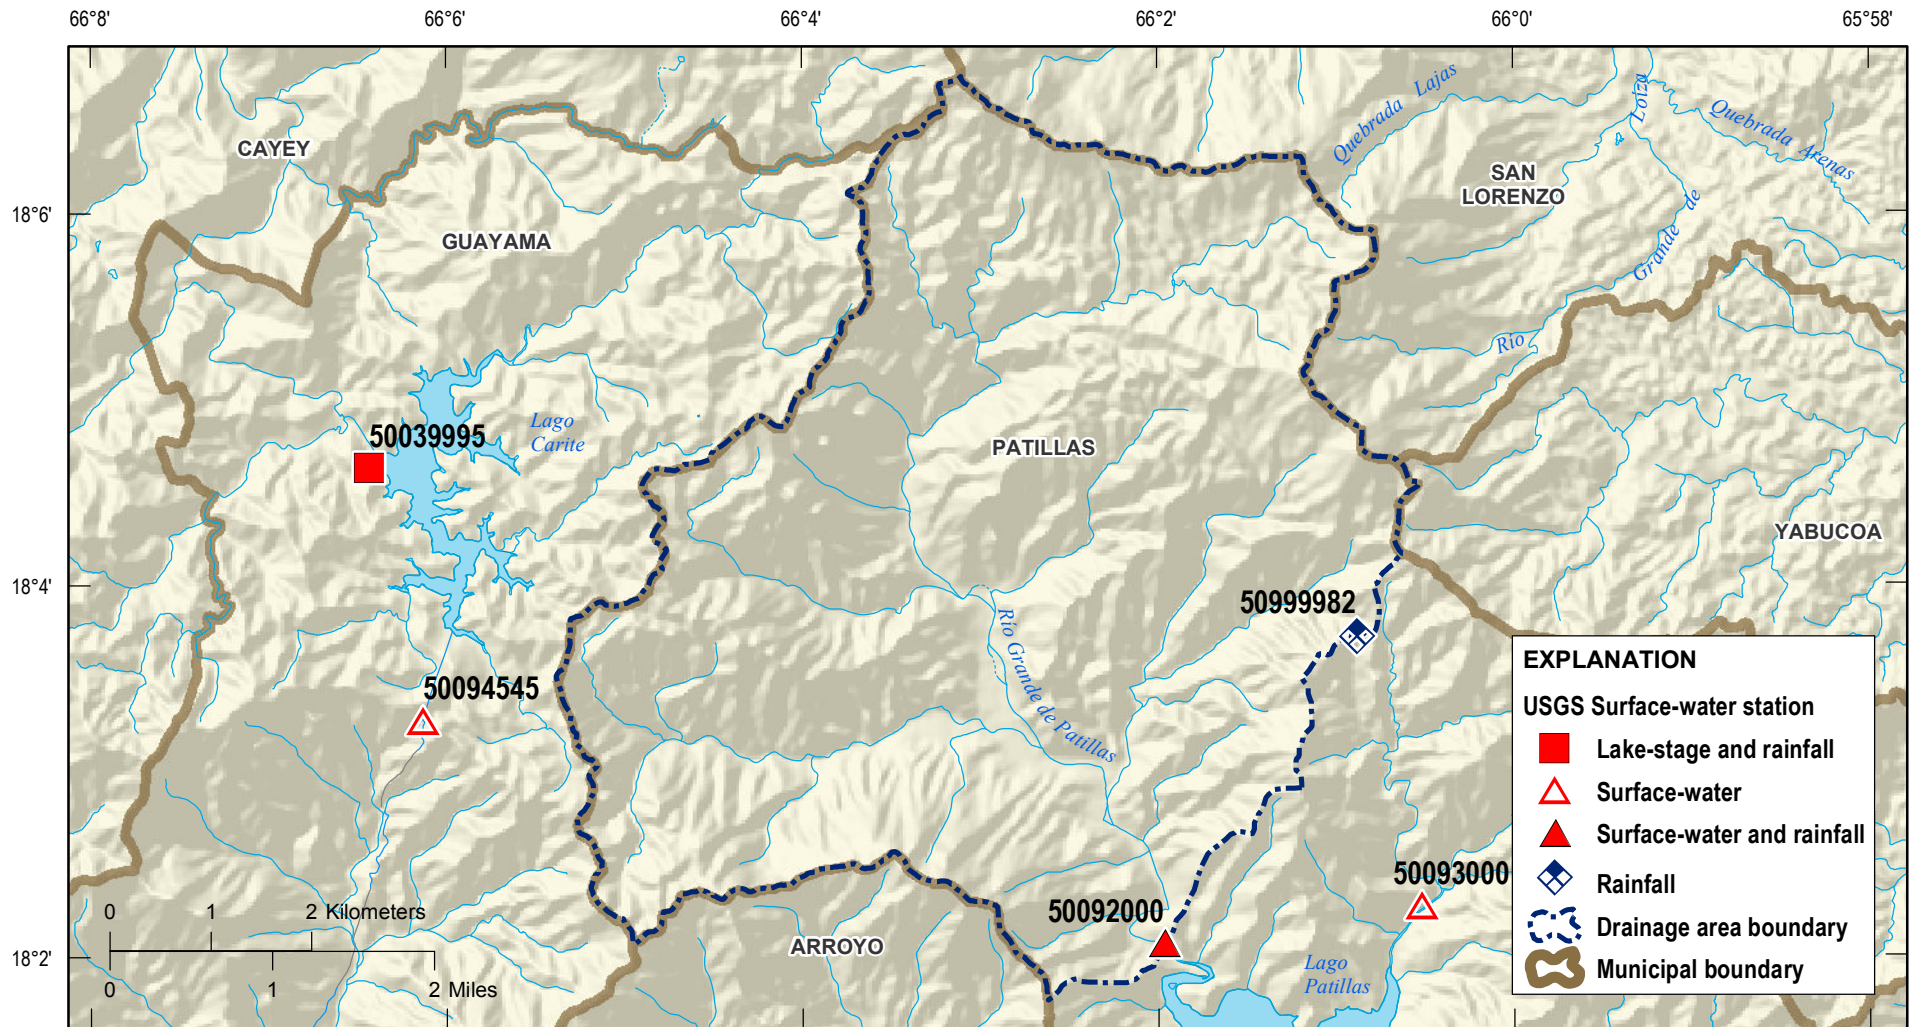 66°8'
66°6'
66°4'
66°2'
66°0'
65°58'
18°6'
18°4'
18°2'
CAYEY
GUAYAMA
Quebrada Lajas
Loiza
Quebrada Arenas
SAN
LORENZO
Grande de
Rio
Lago
Carite
50039995
PATILLAS
YABUCOA
50999982
Rio Grande de Patillas
50094545
50093000
50092000
ARROYO
Lago
Patillas
0 1 2 Kilometers
0 1 2 Miles
EXPLANATION
USGS Surface-water station
Lake-stage and rainfall
Surface-water
Surface-water and rainfall
Rainfall
Drainage area boundary
Municipal boundary